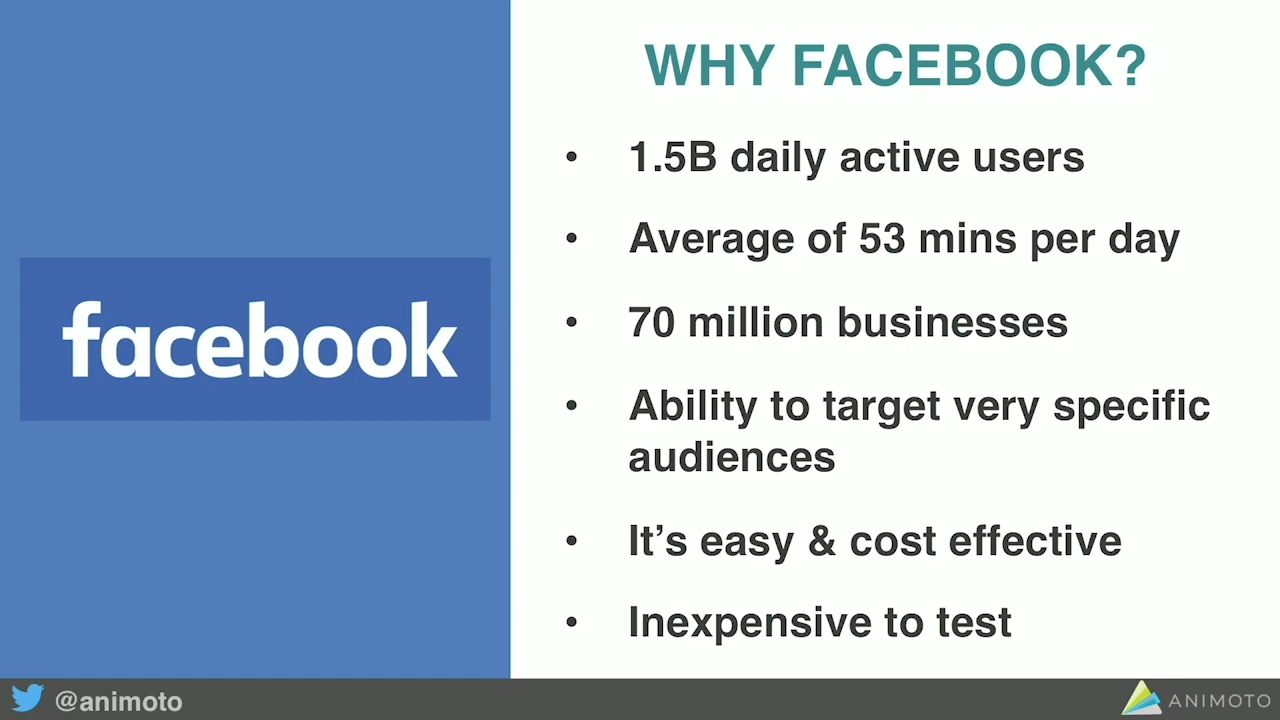 WHY FACEBOOK?
• 1.5B daily active users
• Average of 53 mins per day
• 70 million businesses
• Ability to target very specific
audiences
• It’s easy & cost effective
• Inexpensive to test
facebook
@animoto
ANIMOTO